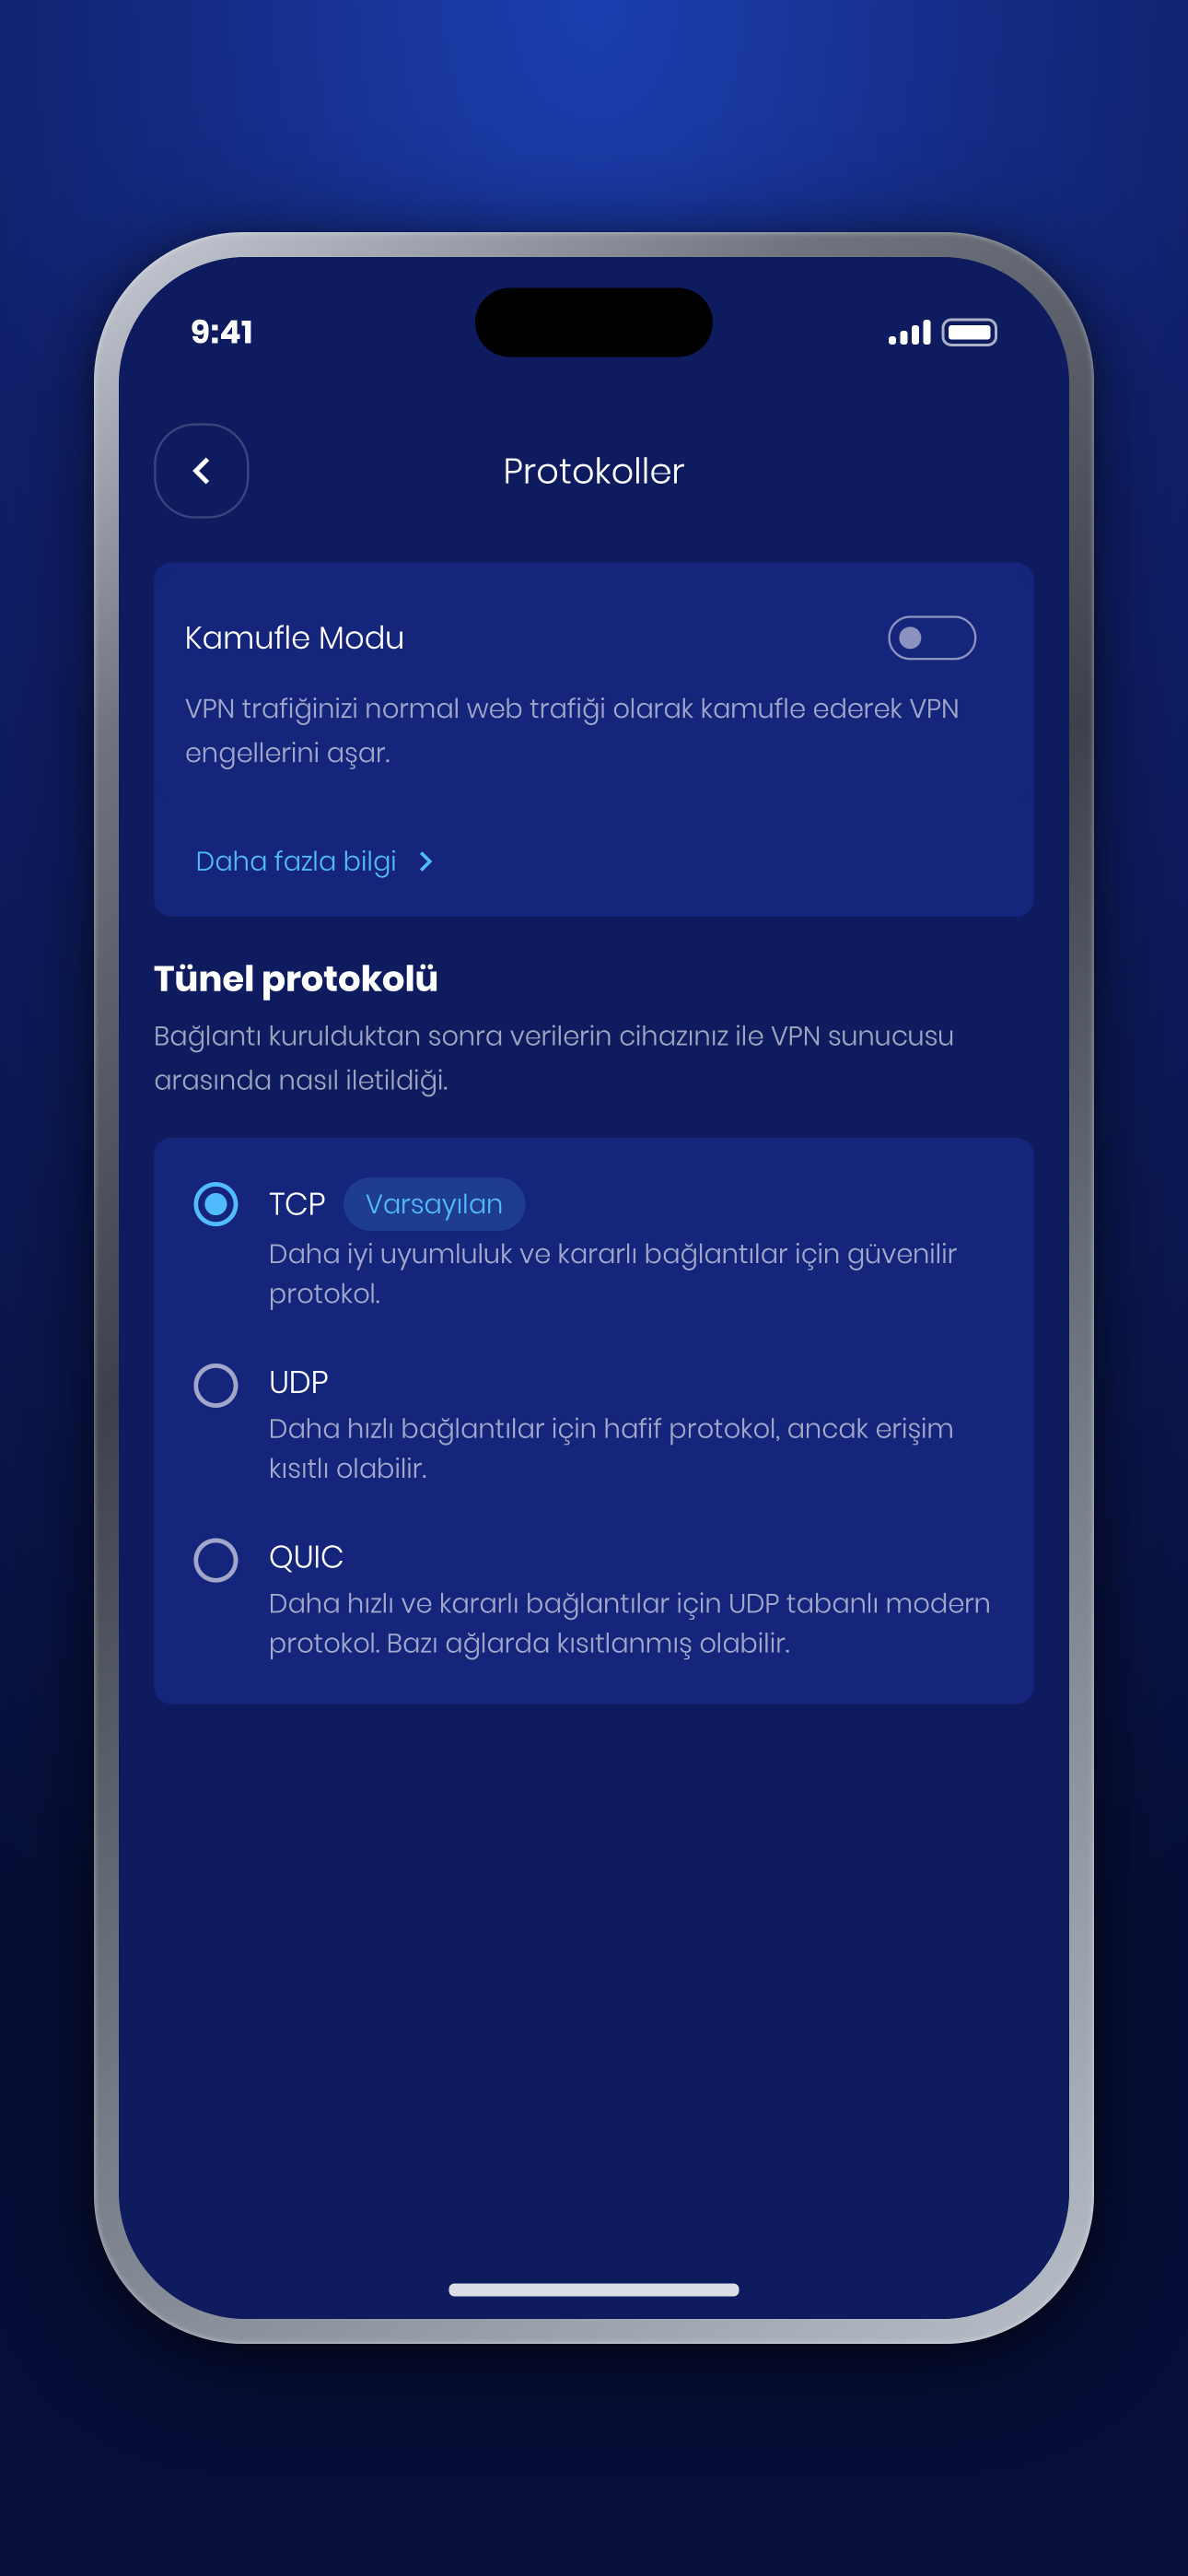 9:41
Protokoller
Kamufle Modu
VPN trafiğinizi normal web trafiği olarak kamufle ederek VPN
engellerini aşar.
Daha fazla bilgi
Tünel protokolü
Bağlantı kurulduktan sonra verilerin cihazınız ile VPN sunucusu
arasında nasıl iletildiği.
TCP Varsayılan
Daha iyi uyumluluk ve kararlı bağlantılar için güvenilir
protokol.
UDP
Daha hızlı bağlantılar için hafif protokol, ancak erişim
kısıtlı olabilir.
QUIC
Daha hızlı ve kararlı bağlantılar için UDP tabanlı modern
protokol. Bazı ağlarda kısıtlanmış olabilir.